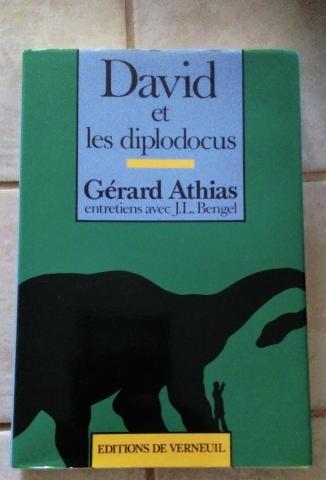 David
et
les diplodocus
Gérard Athias
entretiens avec J.L. Bengel
EDITIONS DE VERNEUIL